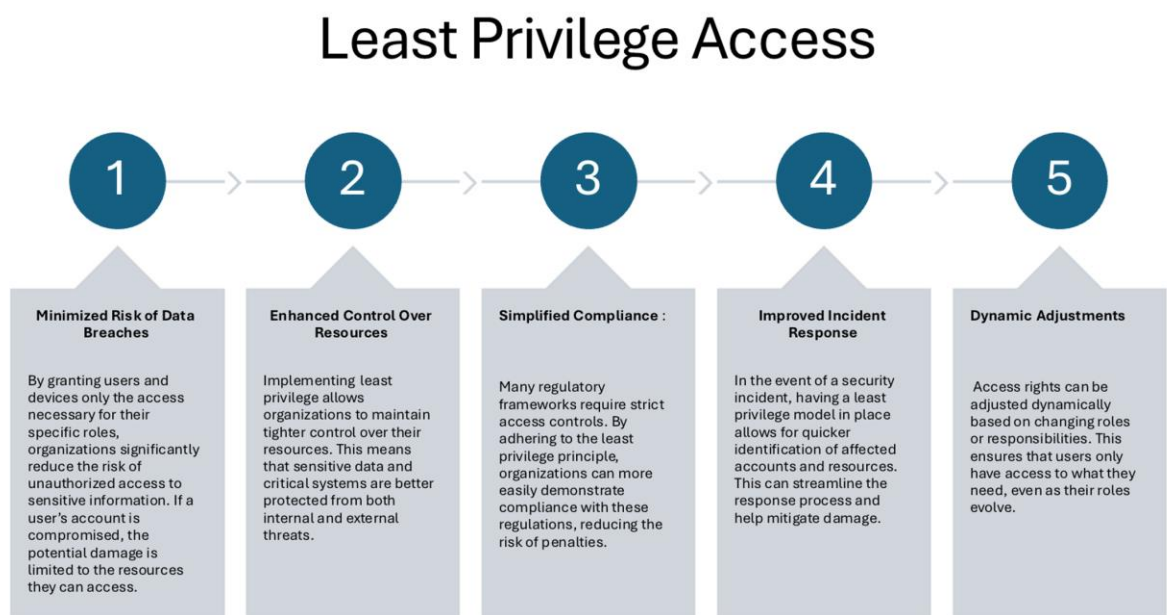 Least Privilege Access
1
2
3
4
5
Minimized Risk of Data
Breaches
By granting users and
devices only the access
necessary for their
specific roles,
organizations significantly
reduce the risk of
unauthorized access to
sensitive information. If a
user's account is
compromised, the
potential damage is
limited to the resources
they can access.
Enhanced Control Over
Resources
Implementing least
privilege allows
organizations to maintain
tighter control over their
resources. This means
that sensitive data and
critical systems are better
protected from both
internal and external
threats.
Simplified Compliance :
Many regulatory
frameworks require strict
access controls. By
adhering to the least
privilege principle,
organizations can more
easily demonstrate
compliance with these
regulations, reducing the
risk of penalties.
Improved Incident
Response
In the event of a security
incident, having a least
privilege model in place
allows for quicker
identification of affected
accounts and resources.
This can streamline the
response process and
help mitigate damage.
Dynamic Adjustments
Access rights can be
adjusted dynamically
based on changing roles
or responsibilities. This
ensures that users only
have access to what they
need, even as their roles
evolve.